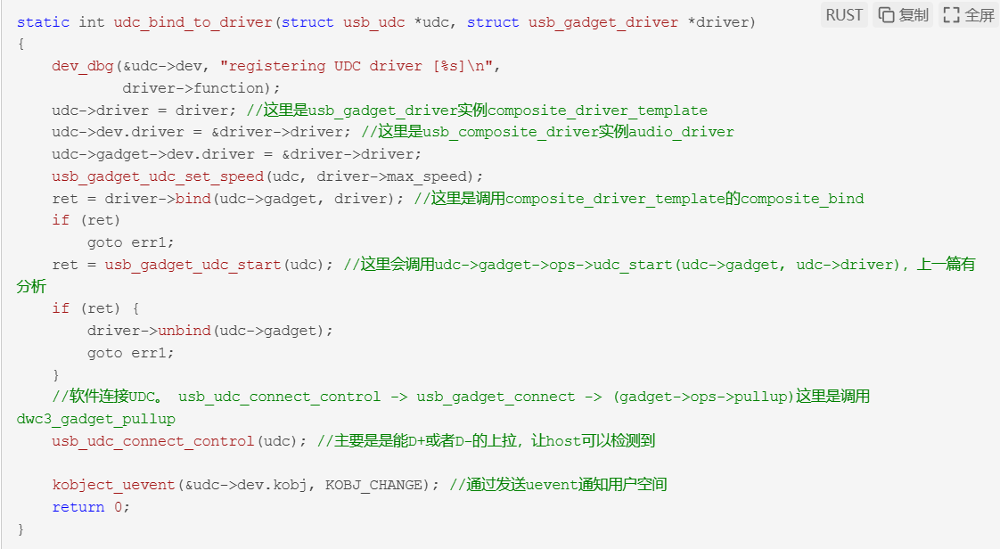 RUST 复制 全屏
static int udc_bind_to_driver(struct usb_udc *udc, struct usb_gadget_driver *driver)
{
    dev_dbg(&udc->dev, "registering UDC driver [%s]\n",
            driver->function);
    udc->driver = driver; //这里是usb_gadget_driver实例composite_driver_template
    udc->dev.driver = &driver->driver; //这里是usb_composite_driver实例audio_driver
    udc->gadget->dev.driver = &driver->driver;
    usb_gadget_udc_set_speed(udc, driver->max_speed);
    ret = driver->bind(udc->gadget, driver); //这里是调用composite_driver_template的composite_bind
    if (ret)
        goto err1;
    ret = usb_gadget_udc_start(udc); //这里会调用udc->gadget->ops->udc_start(udc->gadget, udc->driver)，上一篇有
分析
    if (ret) {
        driver->unbind(udc->gadget);
        goto err1;
    }
    //软件连接UDC。 usb_udc_connect_control -> usb_gadget_connect -> (gadget->ops->pullup)这里是调用
dwc3_gadget_pullup
    usb_udc_connect_control(udc); //主要是是能D+或者D-的上拉，让host可以检测到
    kobject_uevent(&udc->dev.kobj, KOBJ_CHANGE); //通过发送uevent通知用户空间
    return 0;
}